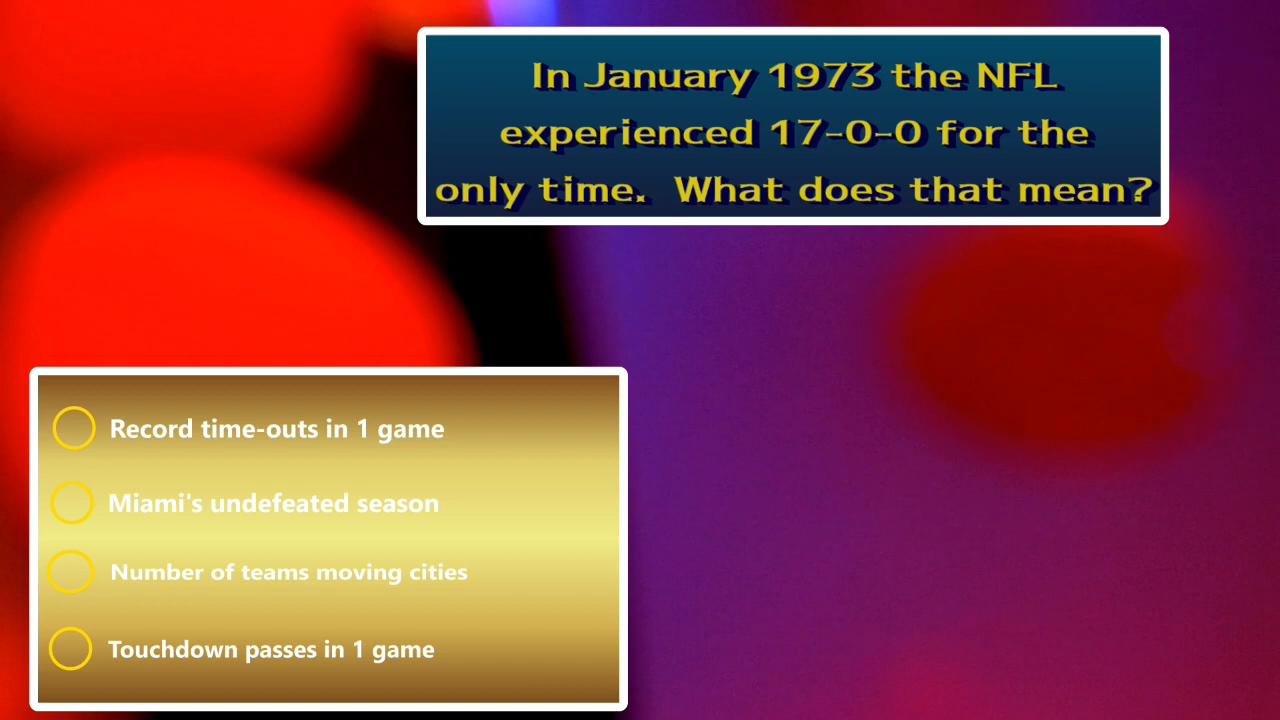 In January 1973 the NFL
experienced 17-0-0 for the
only time.  What does that mean?
Record time-outs in 1 game
Miami's undefeated season
Number of teams moving cities
Touchdown passes in 1 game